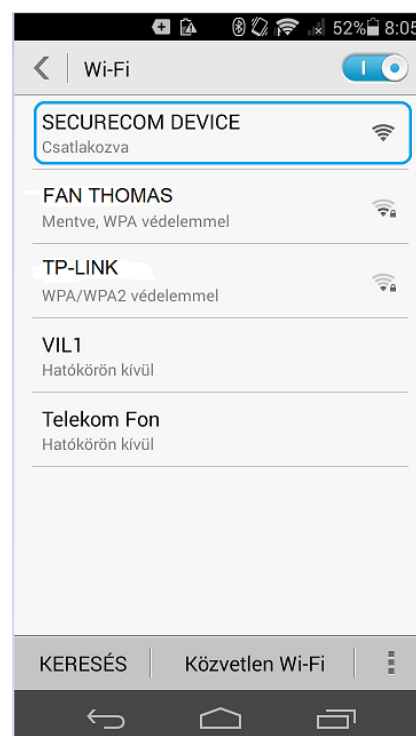 52% 8:05
Wi-Fi
SECURECOM DEVICE
Csatlakozva
FAN THOMAS
Mentve, WPA védelemmel
TP-LINK
WPA/WPA2 védelemmel
VIL1
Hatókörön kívül
Telekom Fon
Hatókörön kívül
KERESÉS Közvetlen Wi-Fi